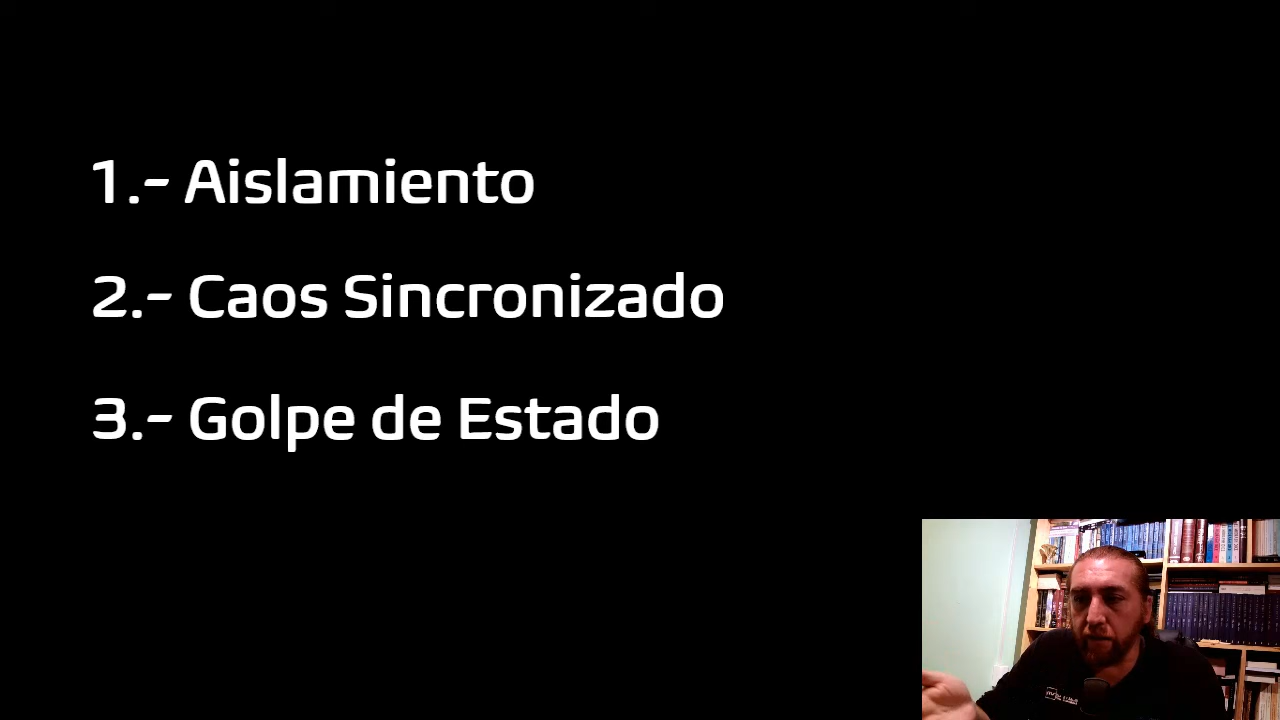 1.- Aislamiento
2.- Caos Sincronizado
3.- Golpe de Estado